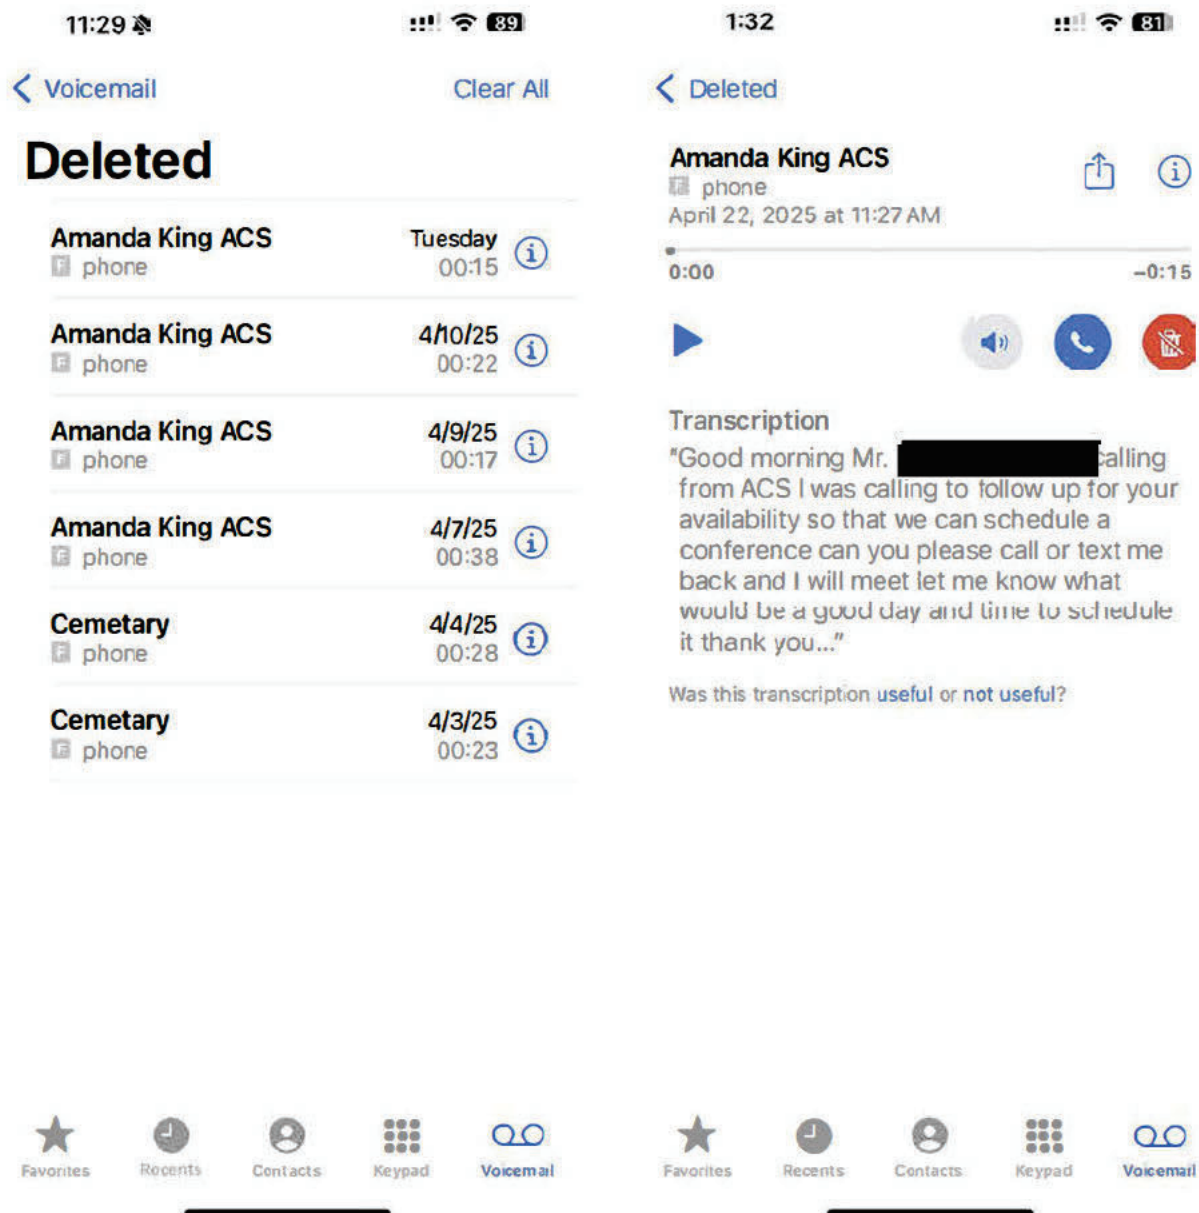 11:29
89
Voicemail
Clear All
Deleted
Amanda King ACS
Tuesday
phone
00:15
Amanda King ACS
4/10/25
phone
00:22
Amanda King ACS
4/9/25
phone
00:17
Amanda King ACS
4/7/25
phone
00:38
Cemetary
4/4/25
phone
00:28
Cemetary
4/3/25
phone
00:23
Favorites
Recents
Contacts
Keypad
Voicemail
1:32
81
Deleted
Amanda King ACS
phone
April 22, 2025 at 11:27 AM
0:00
-0:15
Transcription
"Good morning Mr. calling
from ACS I was calling to follow up for your
availability so that we can schedule a
conference can you please call or text me
back and I will meet let me know what
would be a good day and time to schedule
it thank you..."
Was this transcription useful or not useful?
Favorites
Recents
Contacts
Keypad
Voicemail